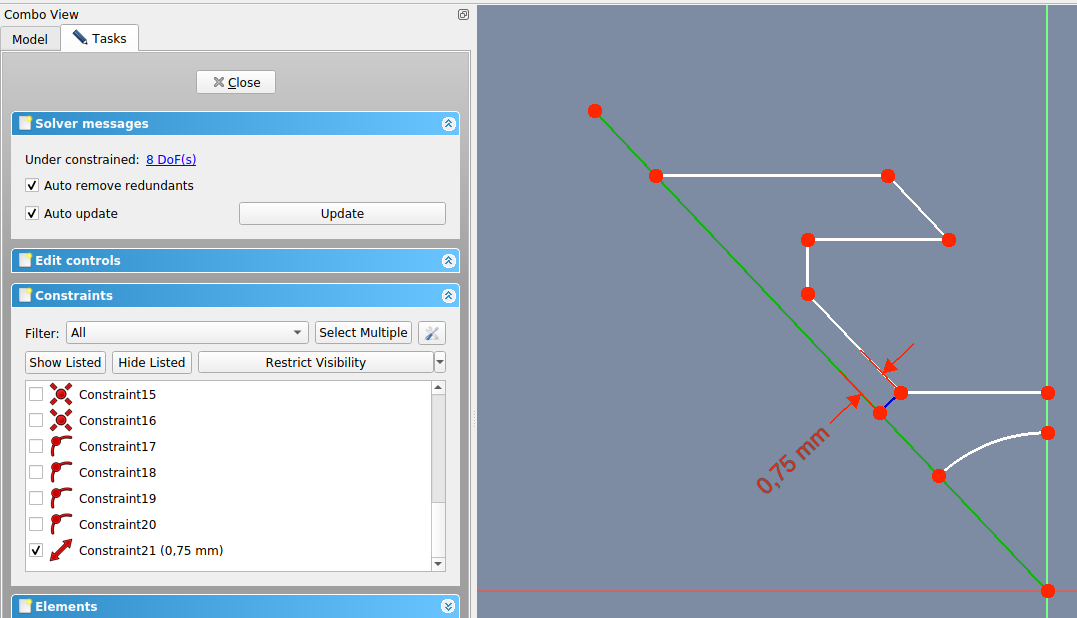 Combo View
Model
Tasks
Close
Solver messages
Under constrained: 8 DoF(s)
Auto remove redundants
Auto update
Update
Edit controls
Constraints
Filter: All
Select Multiple
Show Listed
Hide Listed
Restrict Visibility
Constraint15
Constraint16
Constraint17
Constraint18
Constraint19
Constraint20
Constraint21 (0,75 mm)
Elements
0,75 mm